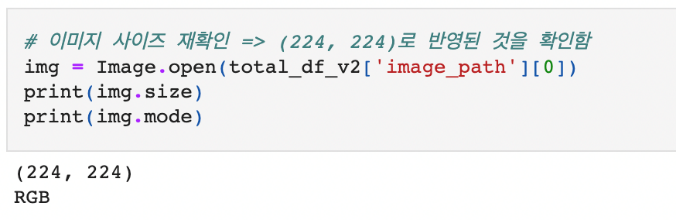 # 이미지 사이즈 재확인 => (224, 224)로 반영된 것을 확인함
img = Image.open(total_df_v2['image_path'][0])
print(img.size)
print(img.mode)
(224, 224)
RGB